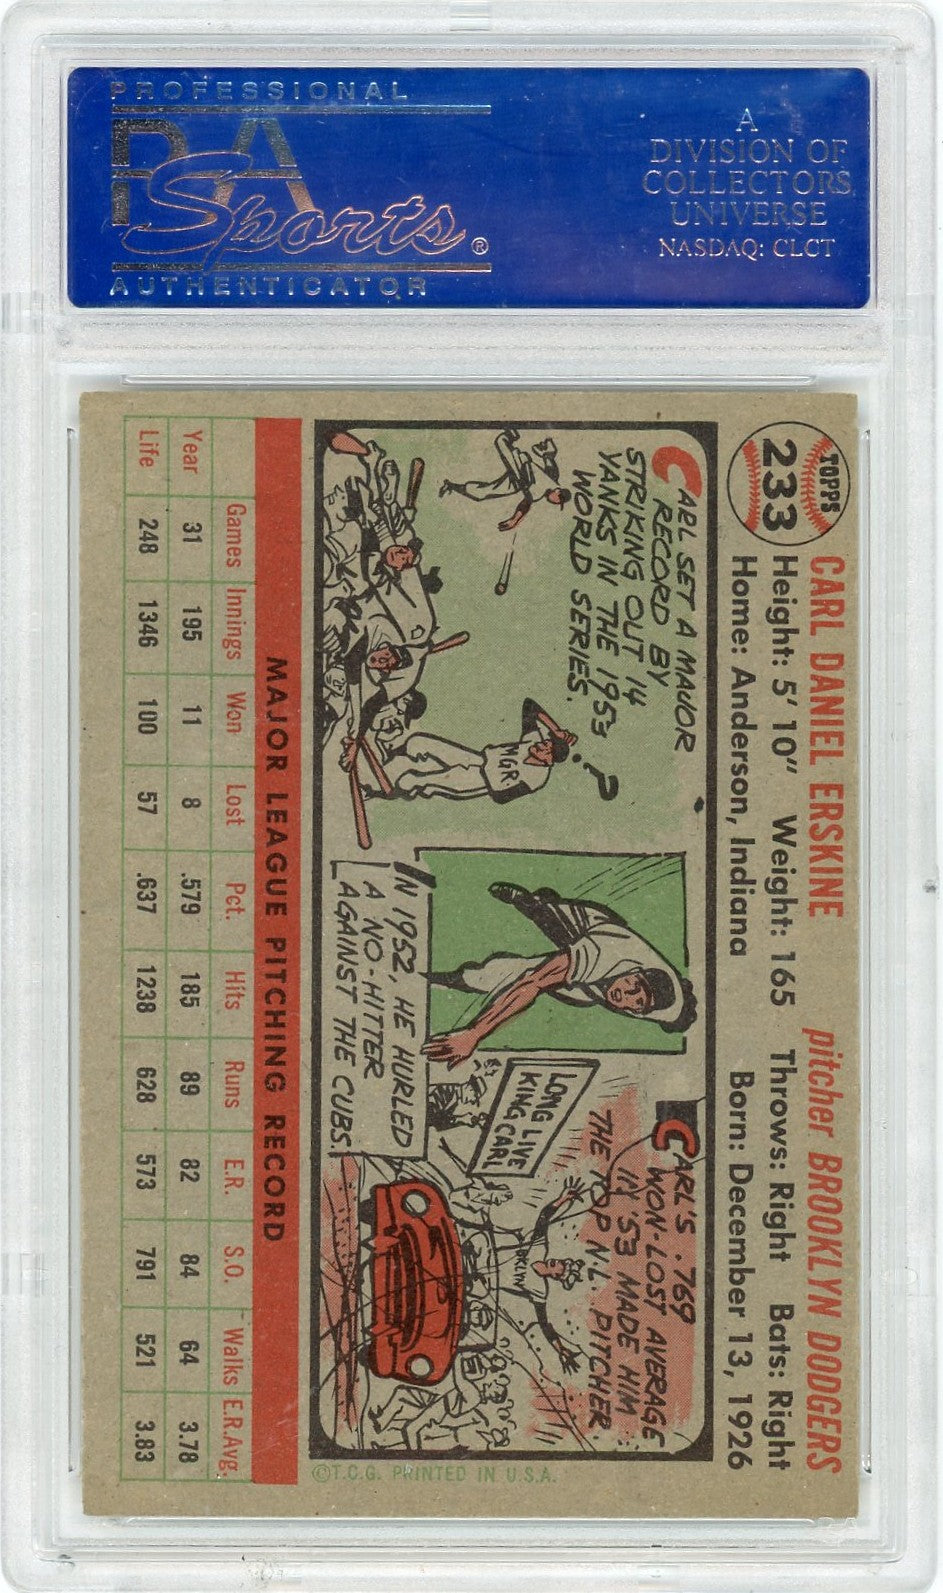 PROFESSIONAL
PSA
Sports®
AUTHENTICATOR
A
DIVISION OF
COLLECTORS
UNIVERSE
NASDAQ: CLCT
TOPPS
233
CARL DANIEL ERSKINE pitcher BROOKLYN DODGERS
Height: 5' 10" Weight: 165 Throws: Right Bats: Right
Home: Anderson, Indiana Born: December 13, 1926
CARL SET A MAJOR
RECORD BY
STRIKING OUT 14
YANKS IN THE 1953
WORLD SERIES.
?
MGR
IN 1952, HE HURLED
A NO-HITTER
AGAINST THE CUBS!
LONG LIVE
KING CARL
CARL'S .769
WON-LOST AVERAGE
IN '53 MADE HIM
THE TOP N.L. PITCHER.
OKLYN
©T.C.G. PRINTED IN U.S.A.
MAJOR LEAGUE PITCHING RECORD
Games Innings Won Lost Pct. Hits Runs E.R. S.O. Walks E.R.Avg.
Year 31 195 11 8 .579 185 89 82 84 64 3.78
Life 248 1346 100 57 .637 1238 628 573 791 521 3.83